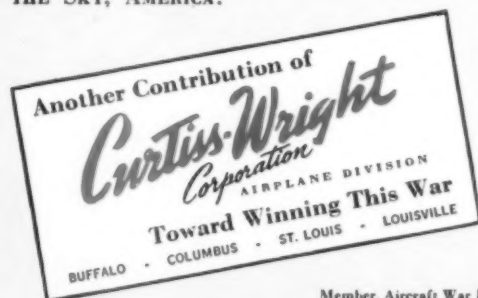 THE SKY, AMERICA.
Another Contribution of
Curtiss-Wright
Corporation
AIRPLANE DIVISION
Toward Winning This War
BUFFALO · COLUMBUS · ST. LOUIS · LOUISVILLE
Member, Aircraft War